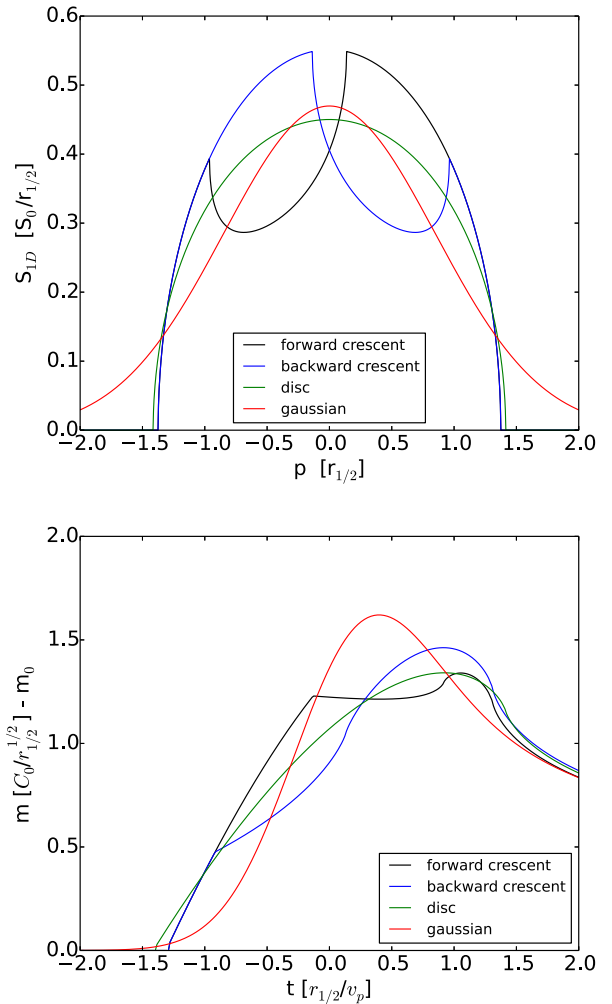 0.6
0.5
0.4
0.3
0.2
0.1
0.0
S1D [S0/r1/2]
forward crescent
backward crescent
disc
gaussian
−2.0 −1.5 −1.0 −0.5 0.0 0.5 1.0 1.5 2.0
p [r1/2]
2.0
1.5
1.0
0.5
0.0
m [C0/r1/2^1/2] - m0
forward crescent
backward crescent
disc
gaussian
−2.0 −1.5 −1.0 −0.5 0.0 0.5 1.0 1.5 2.0
t [r1/2/vp]